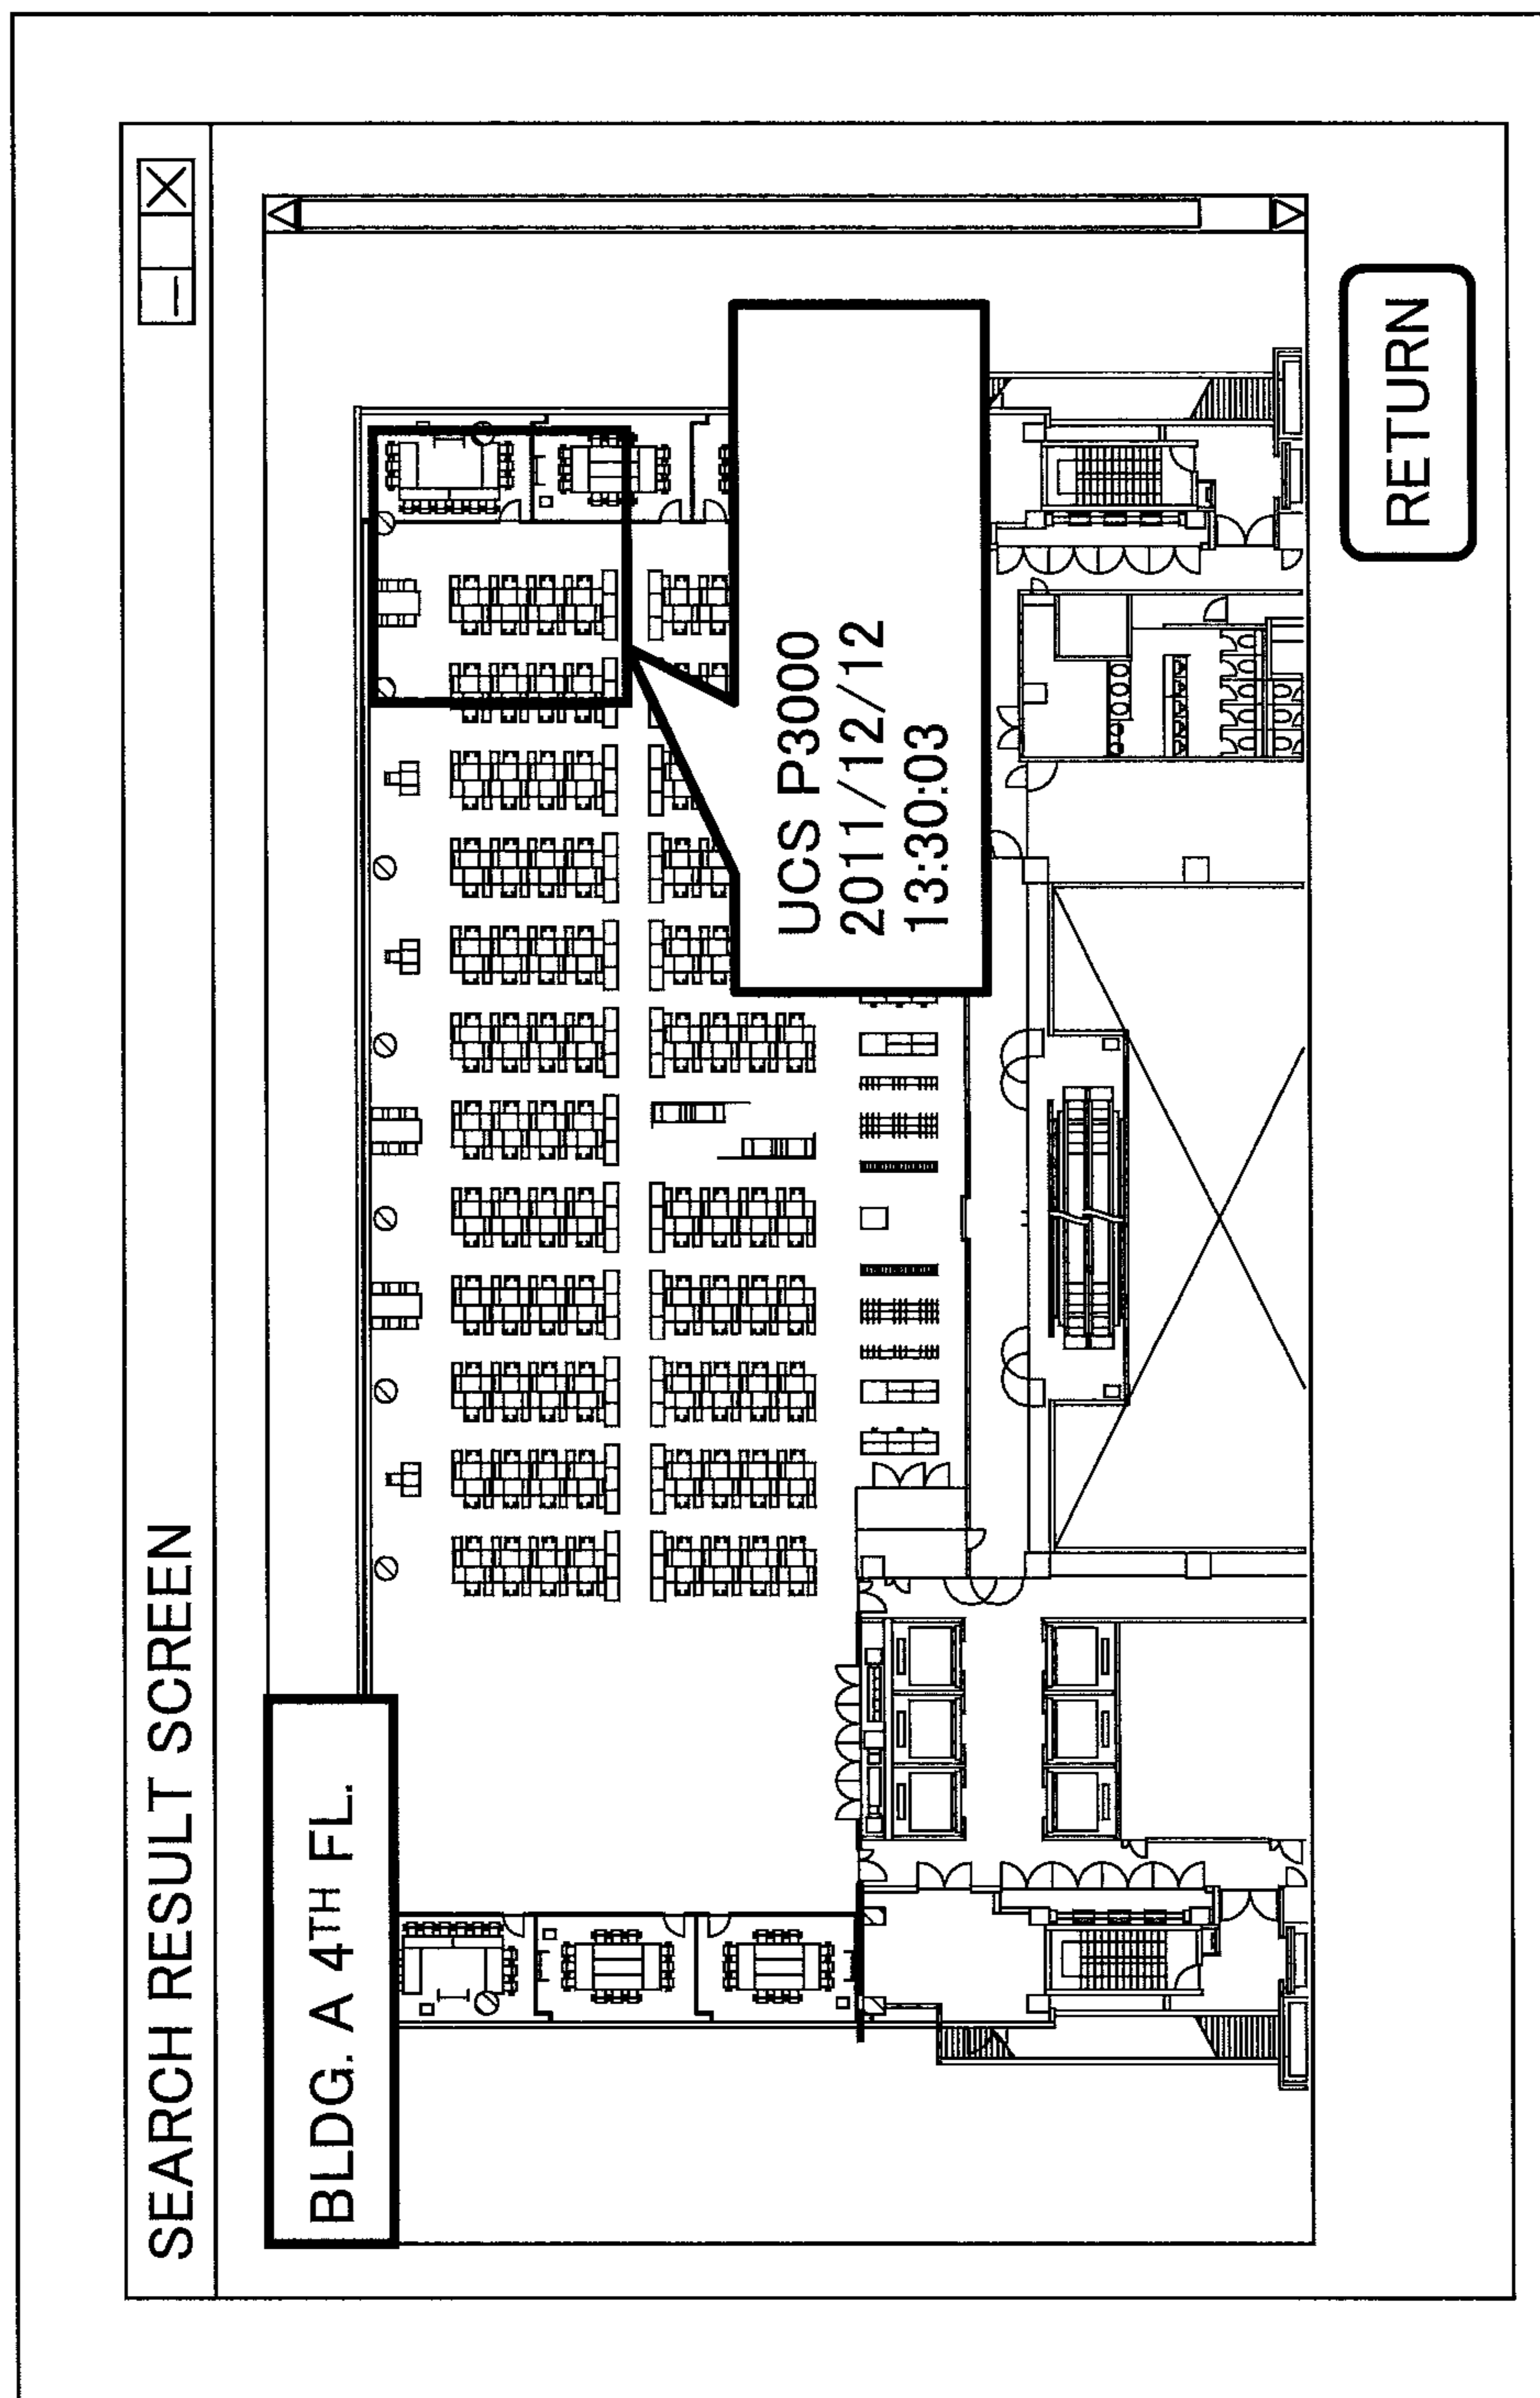 SEARCH RESULT SCREEN
BLDG. A 4TH FL.
UCS P3000
2011/12/12
13:30:03
RETURN